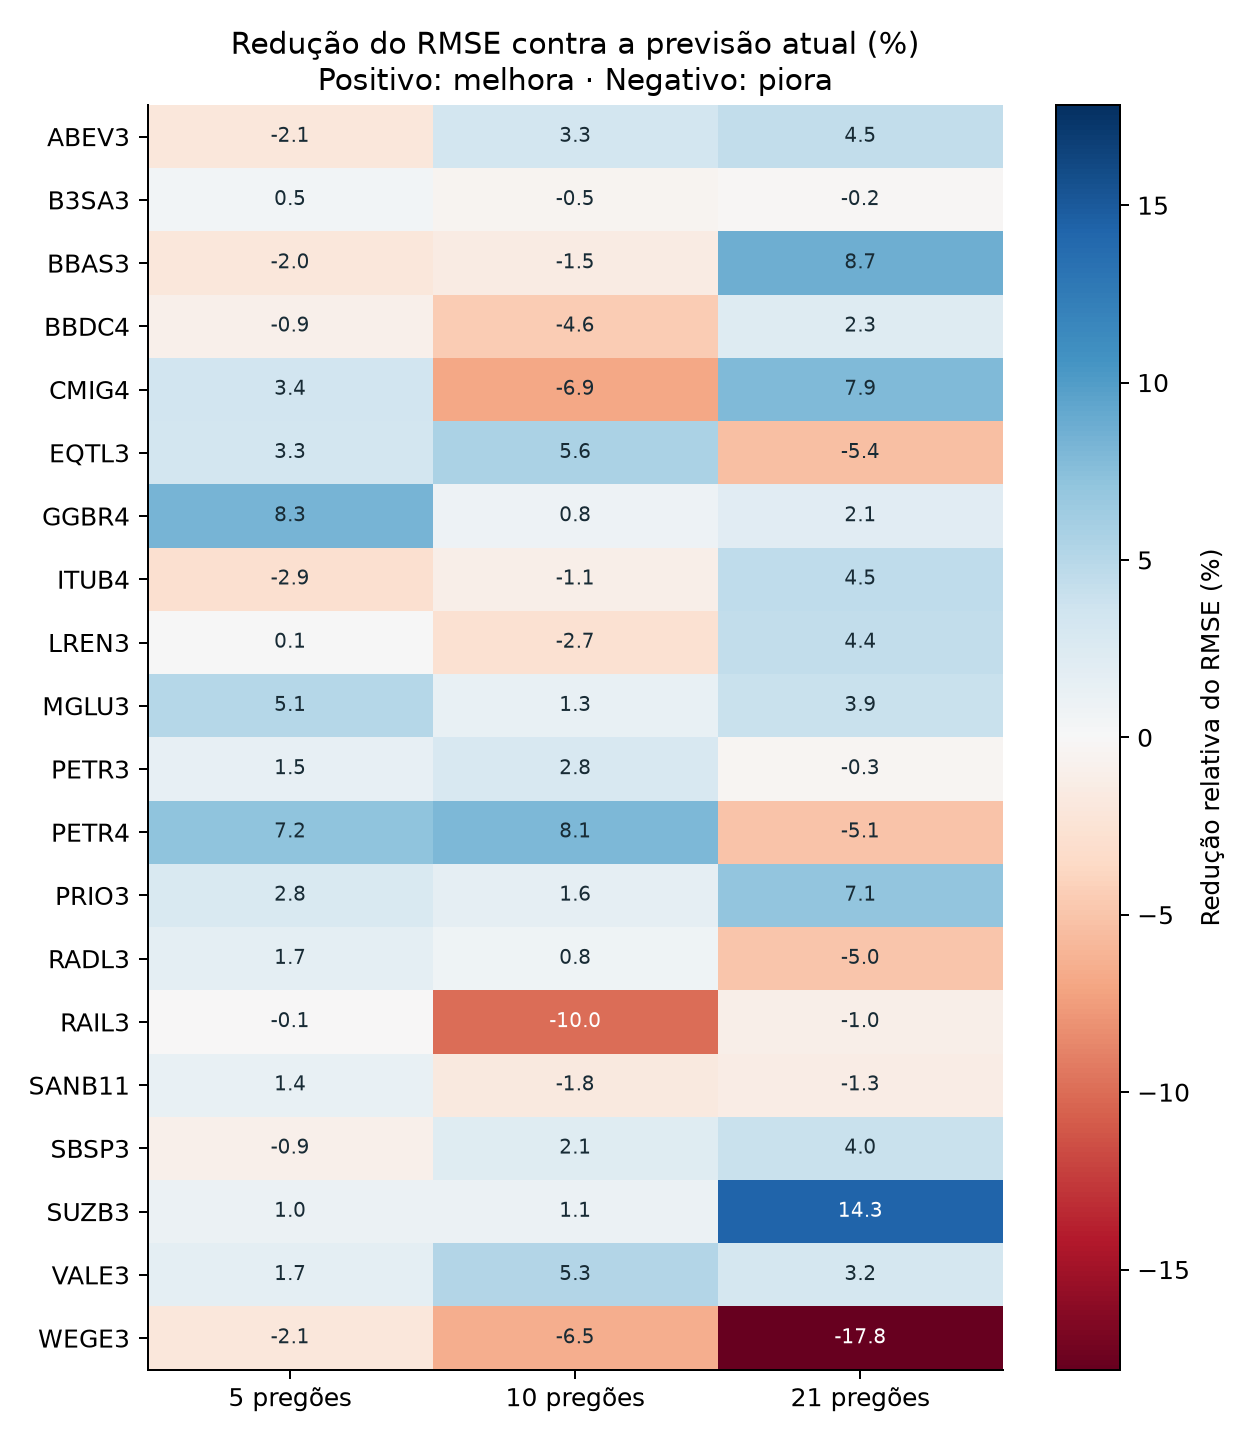 Redução do RMSE contra a previsão atual (%)
Positivo: melhora · Negativo: piora
ABEV3 -2.1 3.3 4.5
B3SA3 0.5 -0.5 -0.2
BBAS3 -2.0 -1.5 8.7
BBDC4 -0.9 -4.6 2.3
CMIG4 3.4 -6.9 7.9
EQTL3 3.3 5.6 -5.4
GGBR4 8.3 0.8 2.1
ITUB4 -2.9 -1.1 4.5
LREN3 0.1 -2.7 4.4
MGLU3 5.1 1.3 3.9
PETR3 1.5 2.8 -0.3
PETR4 7.2 8.1 -5.1
PRIO3 2.8 1.6 7.1
RADL3 1.7 0.8 -5.0
RAIL3 -0.1 -10.0 -1.0
SANB11 1.4 -1.8 -1.3
SBSP3 -0.9 2.1 4.0
SUZB3 1.0 1.1 14.3
VALE3 1.7 5.3 3.2
WEGE3 -2.1 -6.5 -17.8
5 pregões 10 pregões 21 pregões
15
10
5
0
−5
−10
−15
Redução relativa do RMSE (%)